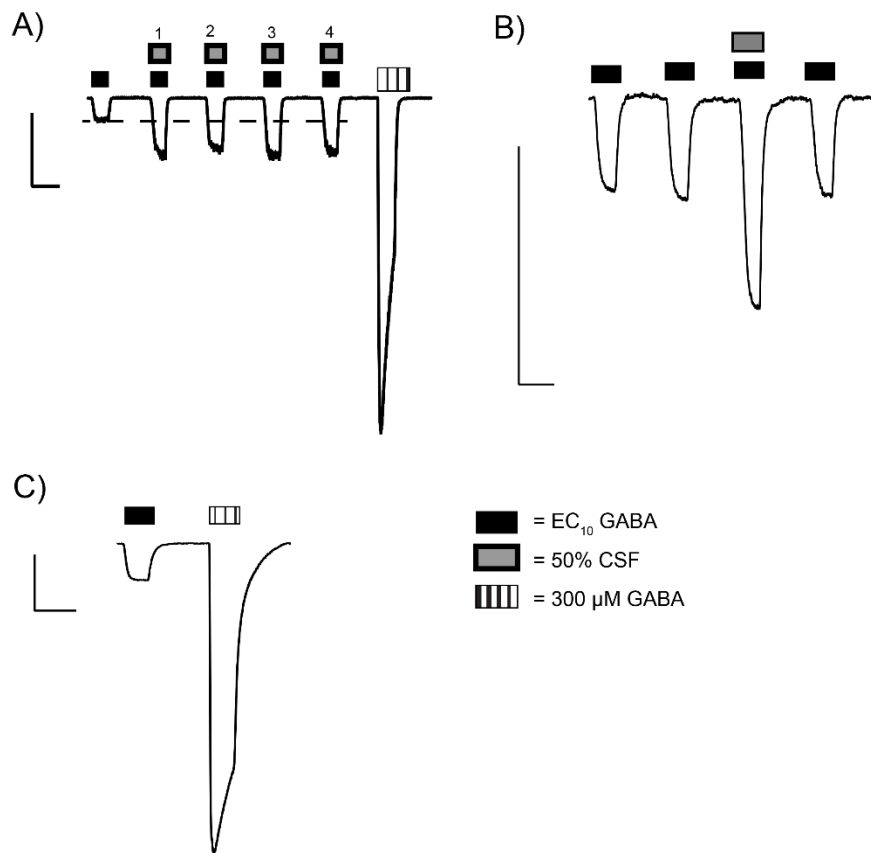 A)
1 2 3 4
B)
C)
= EC₁₀ GABA
= 50% CSF
= 300 µM GABA